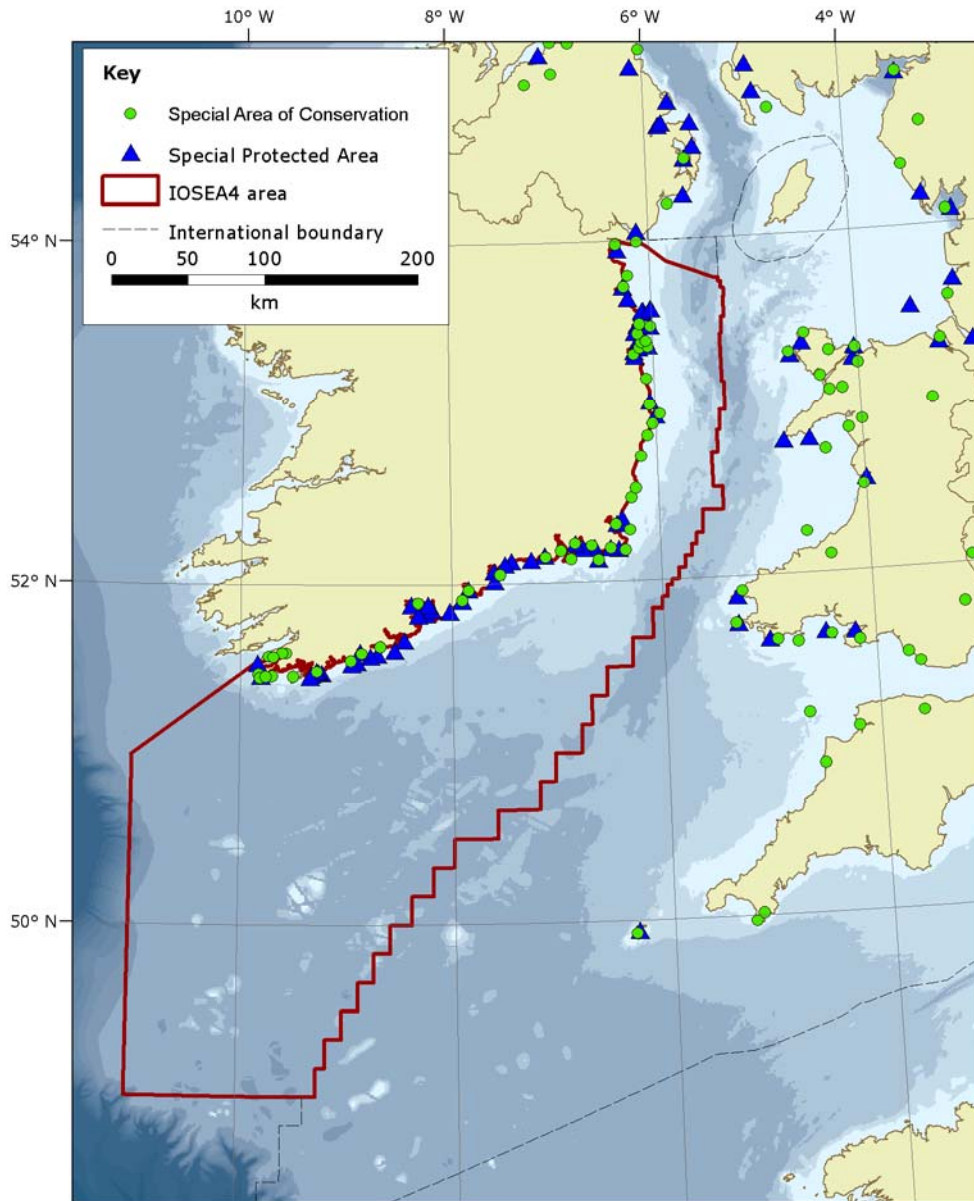 10° W 8° W 6° W 4° W
Key
Special Area of Conservation
Special Protected Area
IOSEA4 area
International boundary
0 50 100 200
km
54° N
52° N
50° N